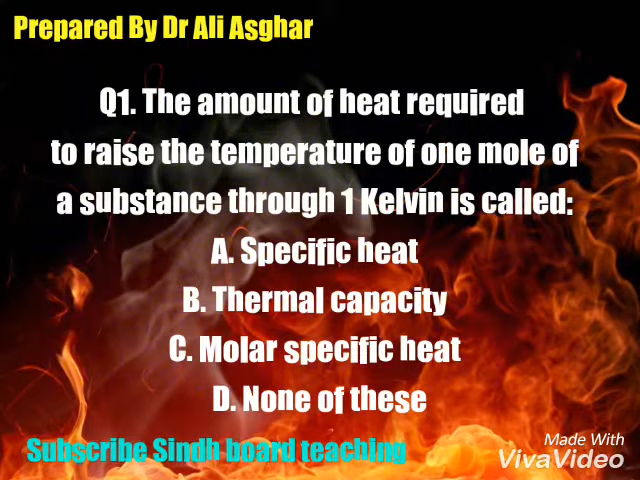 Prepared By Dr Ali Asghar
Q1. The amount of heat required
to raise the temperature of one mole of
a substance through 1 Kelvin is called:
A. Specific heat
B. Thermal capacity
C. Molar specific heat
D. None of these
Subscribe Sindh board teaching
Made With
VivaVideo